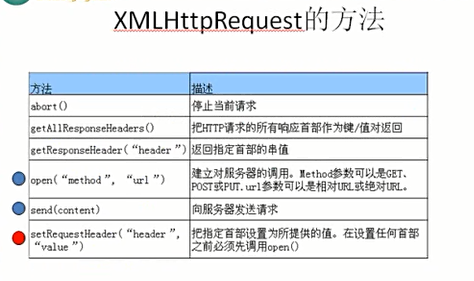 XMLHttpRequest的方法
方法 描述
abort() 停止当前请求
getAllResponseHeaders() 把HTTP请求的所有响应首部作为键/值对返回
getResponseHeader(“header”) 返回指定首部的串值
open(“method”, “url”) 建立对服务器的调用。Method参数可以是GET、
POST或PUT.url参数可以是相对URL或绝对URL。
send(content) 向服务器发送请求
setRequestHeader(“header”, 把指定首部设置为所提供的值。在设置任何首部
“value”) 之前必须先调用open()